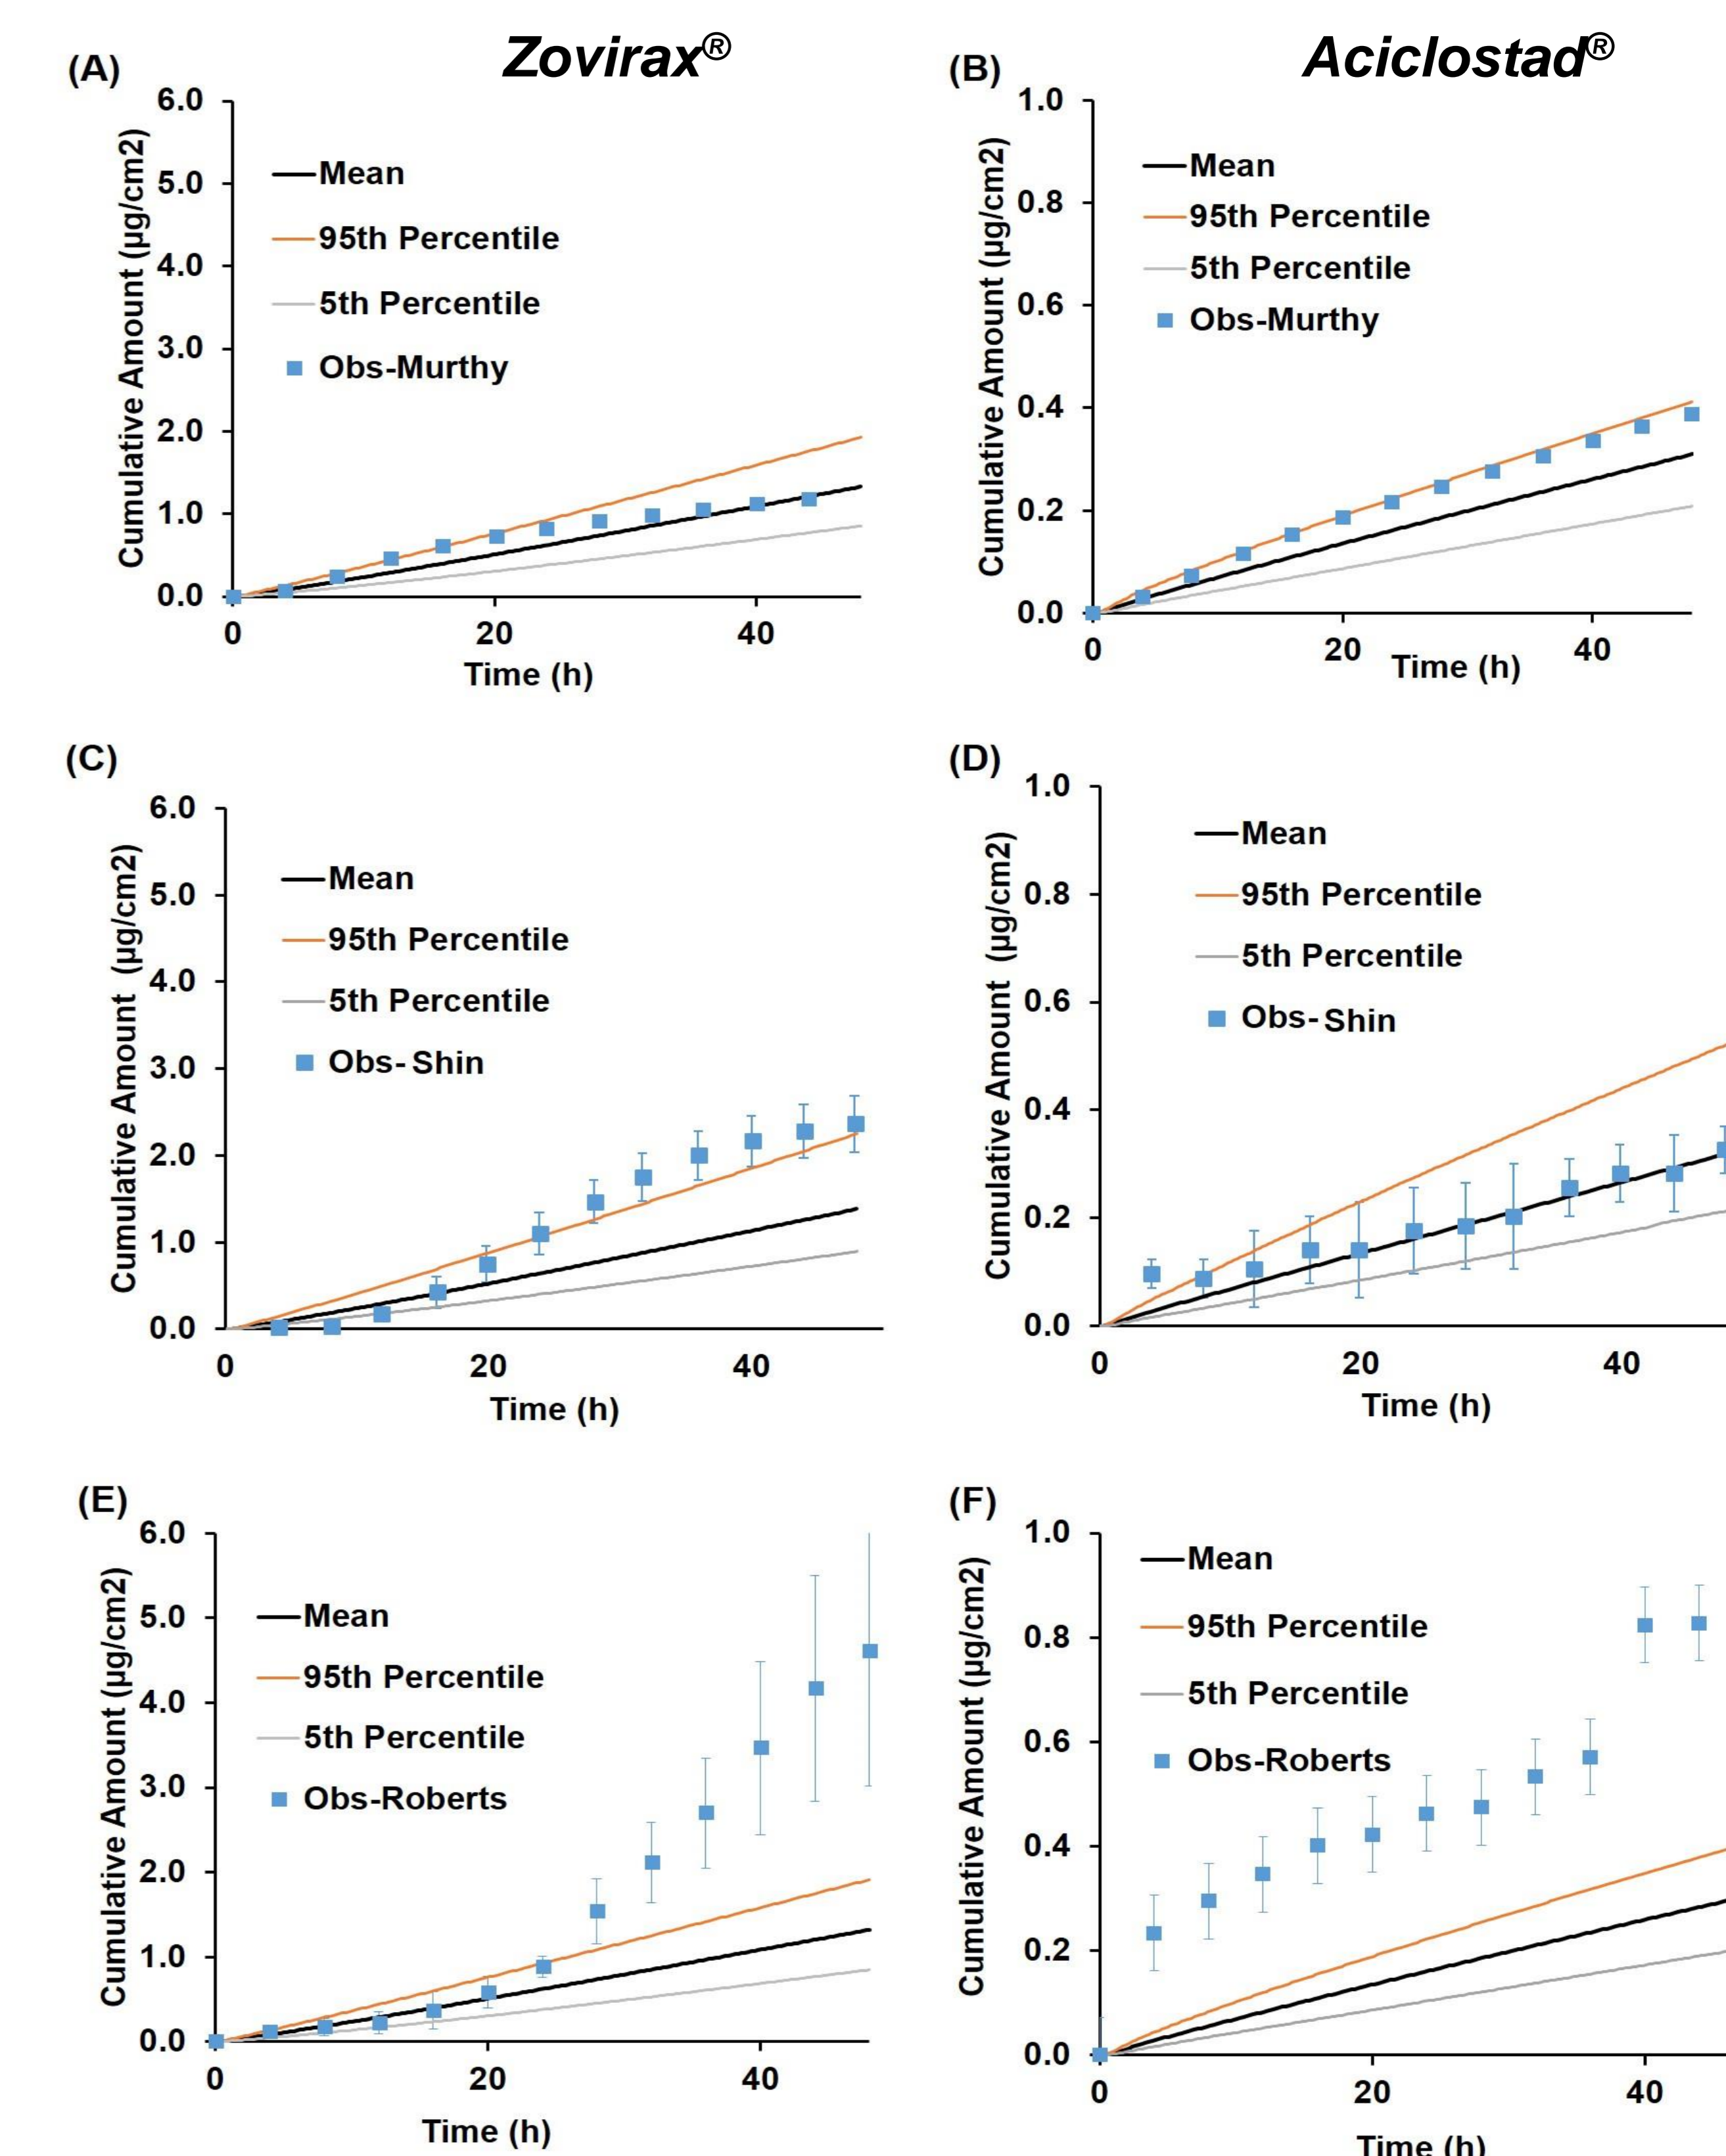 Zovirax®
Aciclostad®
(A)
6.0
5.0
4.0
3.0
2.0
1.0
0.0
Cumulative Amount (µg/cm2)
Mean
95th Percentile
5th Percentile
Obs-Murthy
0
20
40
Time (h)
(B)
1.0
0.8
0.6
0.4
0.2
0.0
Cumulative Amount (µg/cm2)
Mean
95th Percentile
5th Percentile
Obs-Murthy
0
20
40
Time (h)
(C)
6.0
5.0
4.0
3.0
2.0
1.0
0.0
Cumulative Amount (µg/cm2)
Mean
95th Percentile
5th Percentile
Obs-Shin
0
20
40
Time (h)
(D)
1.0
0.8
0.6
0.4
0.2
0.0
Cumulative Amount (µg/cm2)
Mean
95th Percentile
5th Percentile
Obs-Shin
0
20
40
Time (h)
(E)
6.0
5.0
4.0
3.0
2.0
1.0
0.0
Cumulative Amount (µg/cm2)
Mean
95th Percentile
5th Percentile
Obs-Roberts
0
20
40
Time (h)
(F)
1.0
0.8
0.6
0.4
0.2
0.0
Cumulative Amount (µg/cm2)
Mean
95th Percentile
5th Percentile
Obs-Roberts
0
20
40
Time (h)